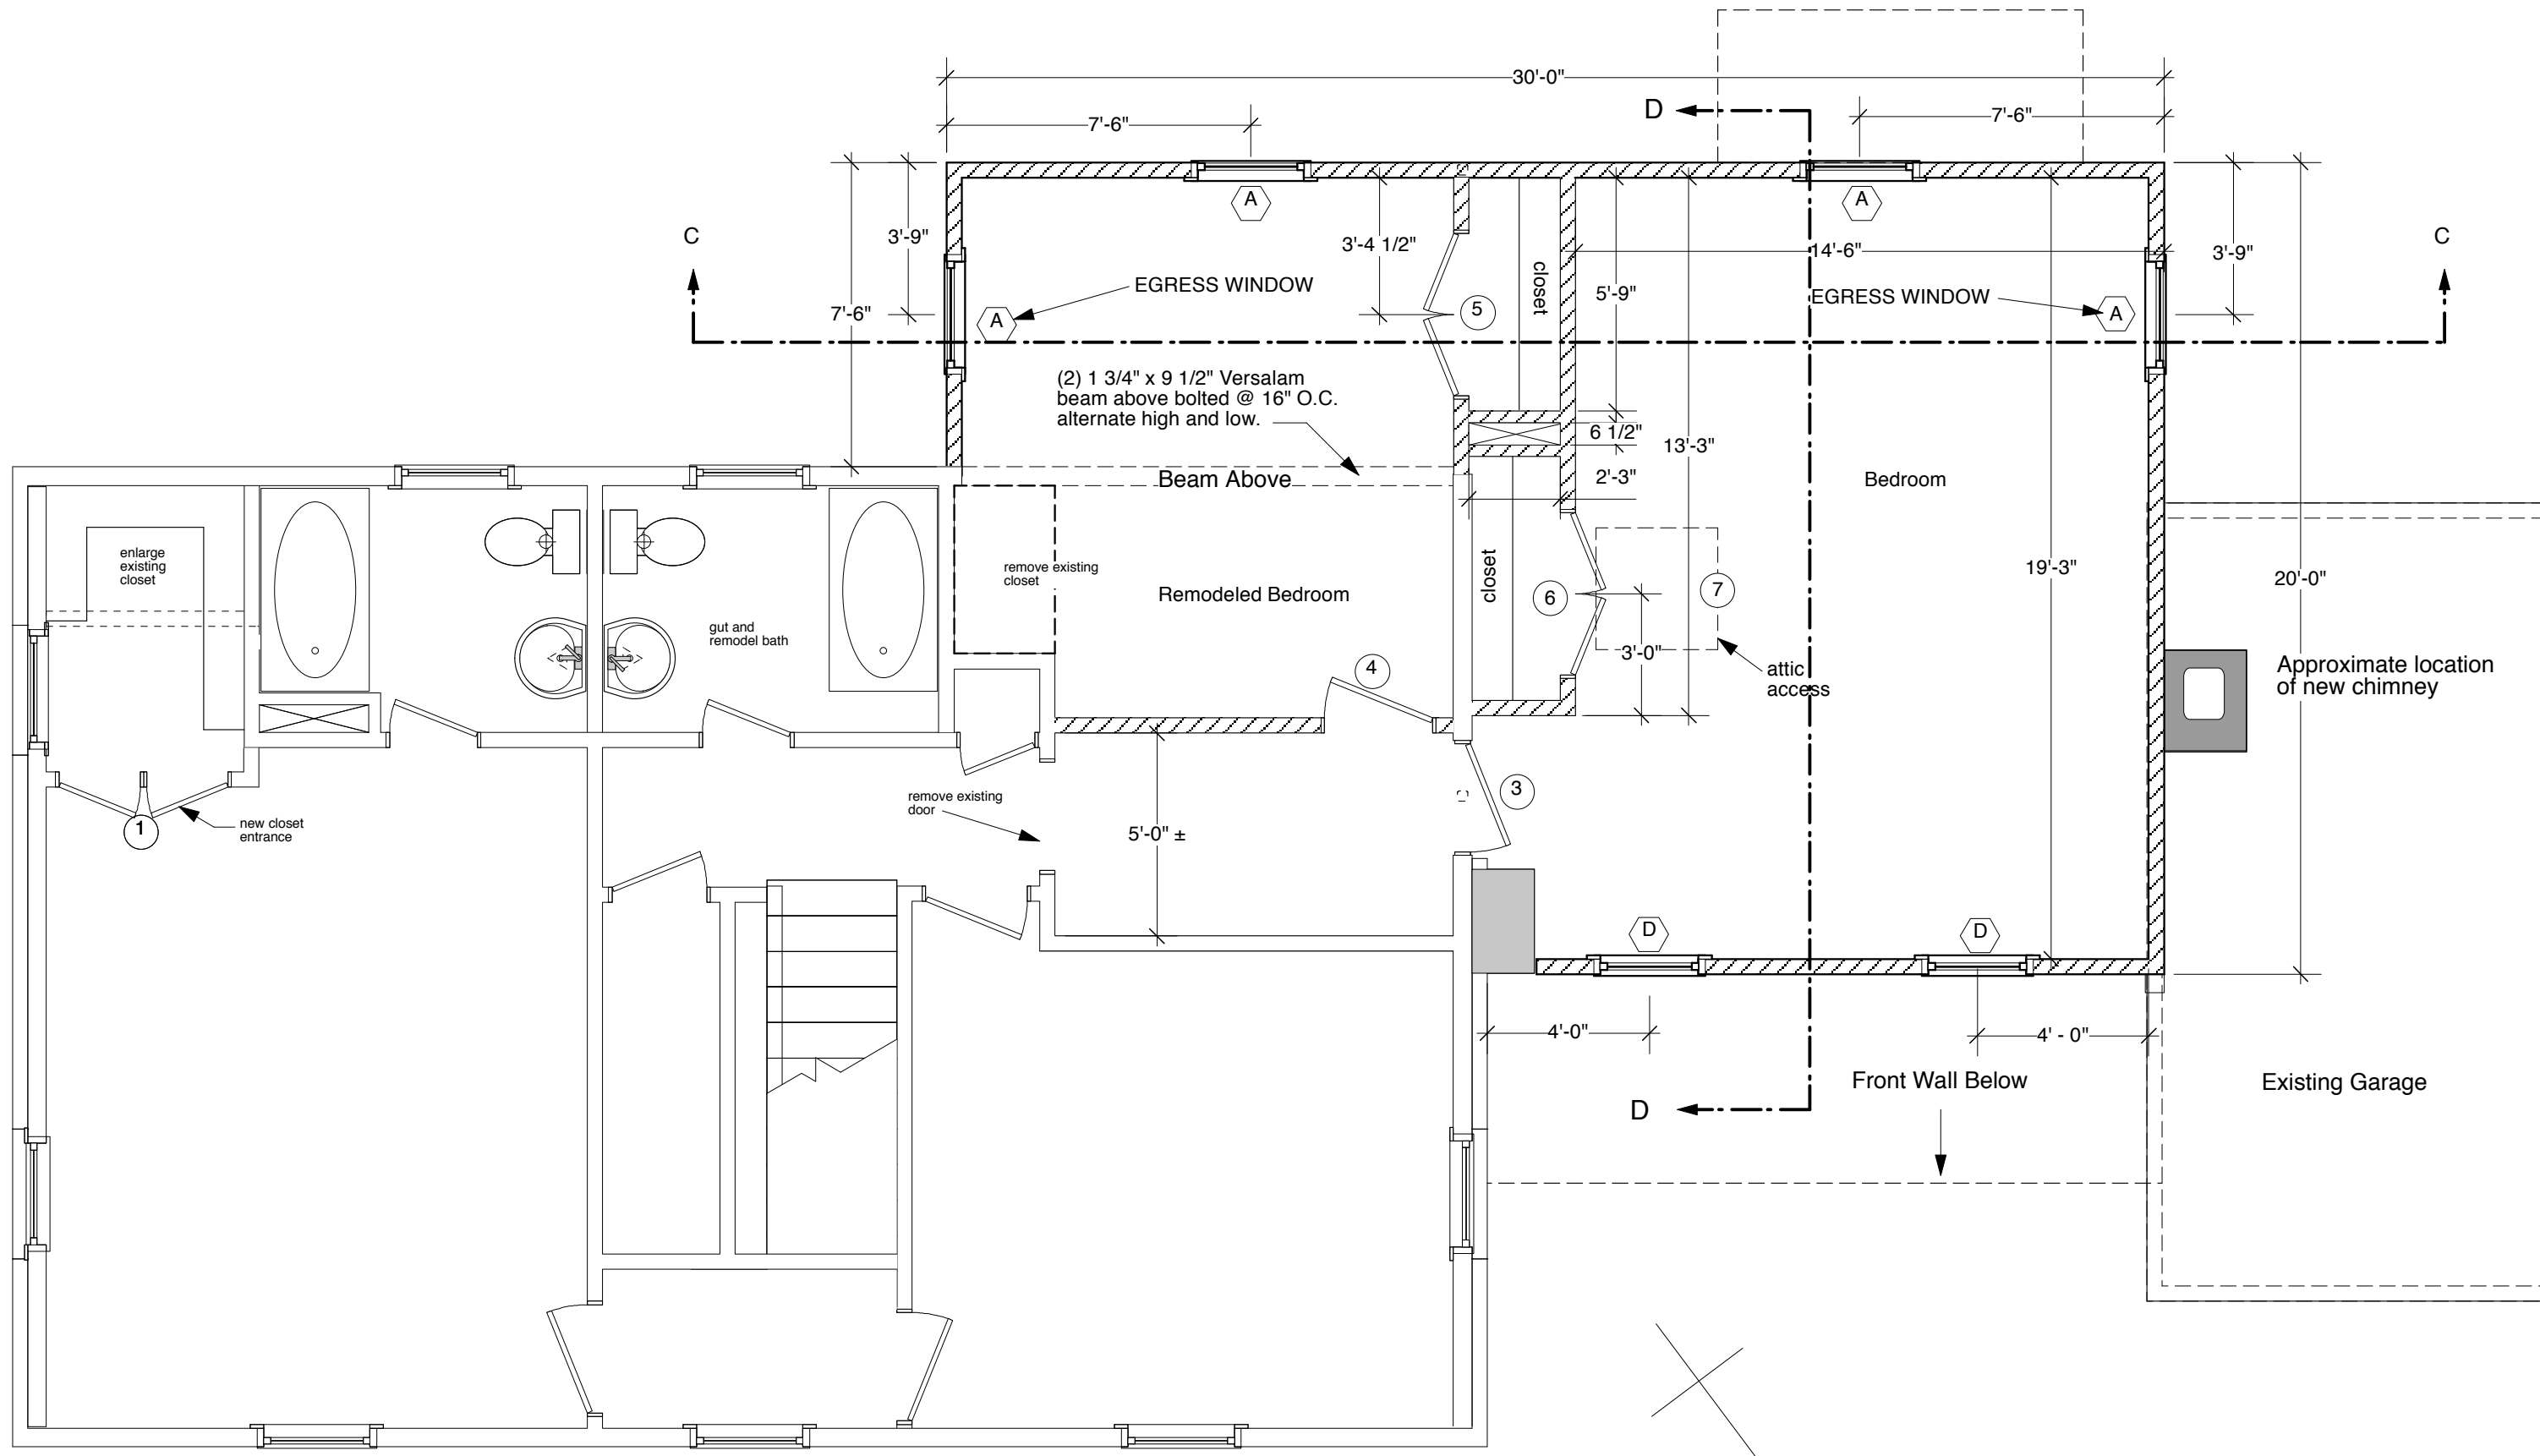 30'-0"
D
7'-6"
7'-6"
A
A
C
3'-9"
3'-4 1/2"
14'-6"
C
3'-9"
EGRESS WINDOW
closet
5'-9"
EGRESS WINDOW
7'-6"
A
5
A
(2) 1 3/4" x 9 1/2" Versalam
beam above bolted @ 16" O.C.
alternate high and low.
6 1/2"
13'-3"
Beam Above
2'-3"
Bedroom
enlarge
existing
closet
remove existing
closet
closet
19'-3"
20'-0"
Remodeled Bedroom
6
7
gut and
remodel bath
3'-0"
4
attic
access
Approximate location
of new chimney
remove existing
door
3
1
new closet
entrance
5'-0" ±
D
D
4'-0"
4' - 0"
Front Wall Below
Existing Garage
D